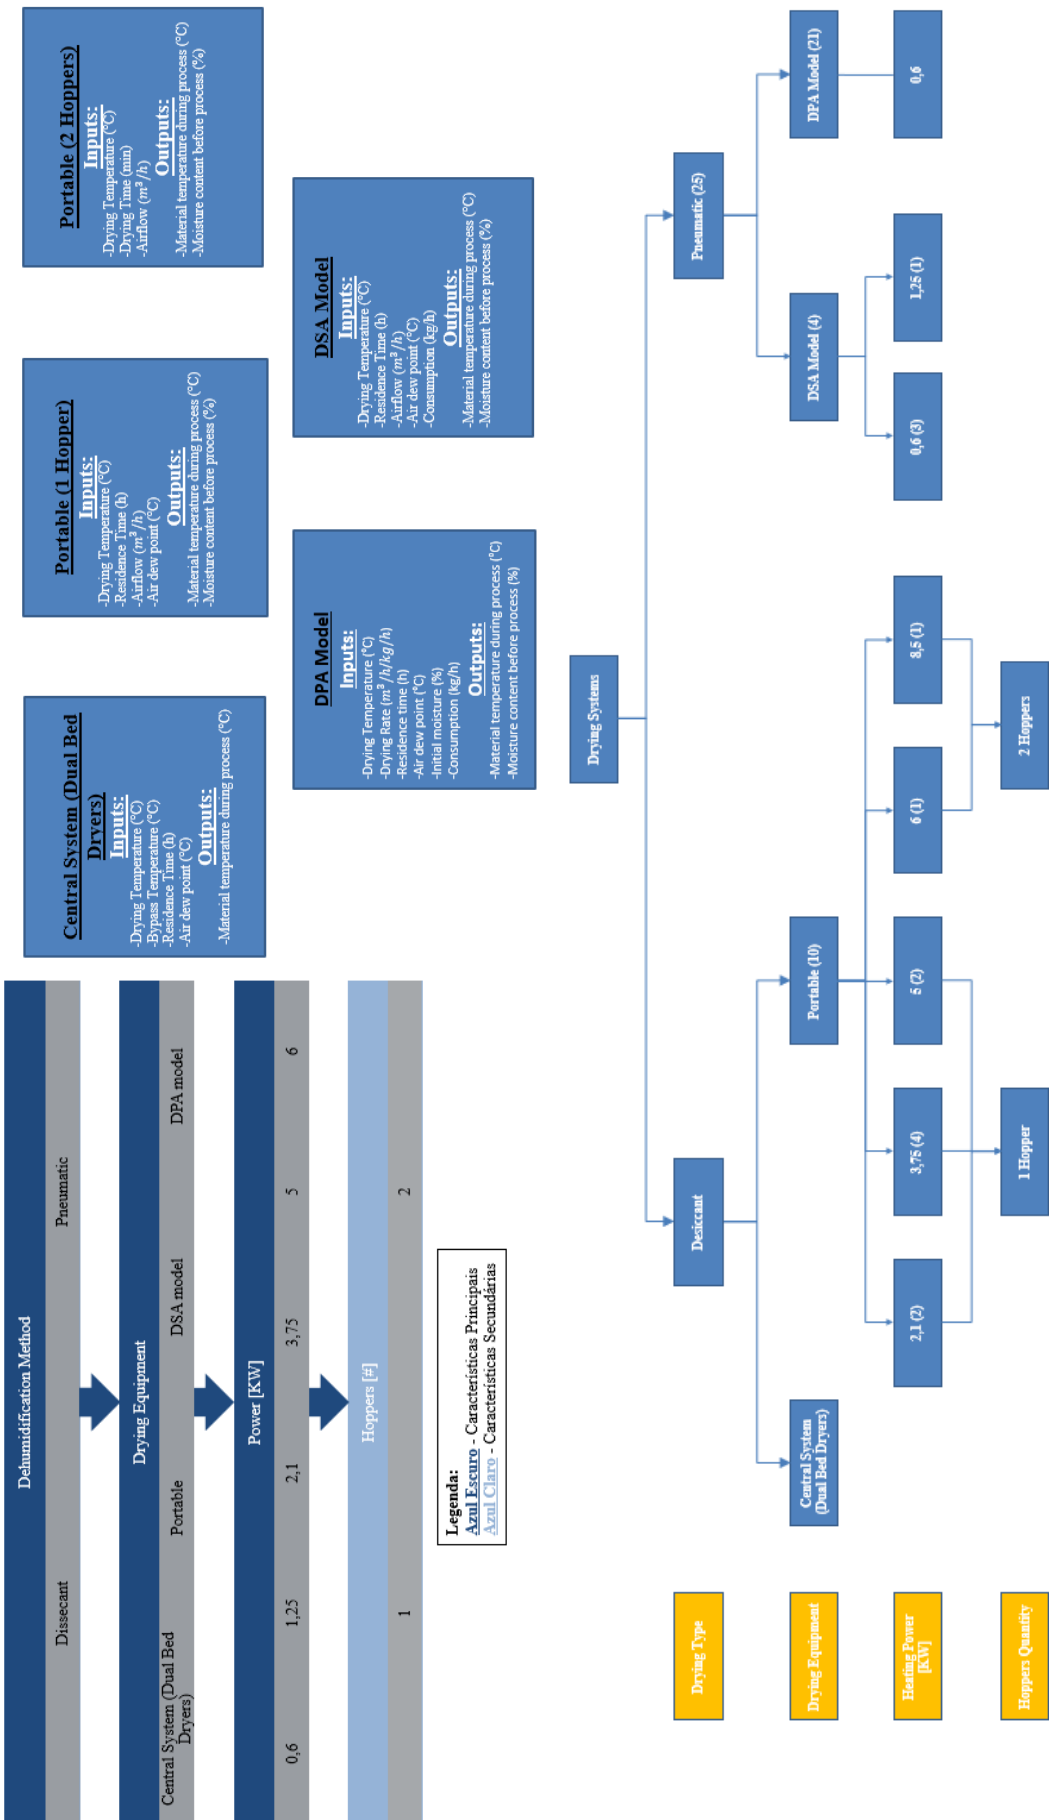 Dehumidification Method
Dissecant
Pneumatic
Drying Equipment
Central System (Dual Bed
Dryers)
Portable
DSA model
DPA model
Power [KW]
0,6
1,25
2,1
3,75
5
6
Hoppers [#]
1
2
Legenda:
Azul Escuro - Características Principais
Azul Claro - Características Secundárias
Central System (Dual Bed
Dryers)
Inputs:
-Drying Temperature (°C)
-Bypass Temperature (°C)
-Residence Time (h)
-Air dew point (°C)
Outputs:
-Material temperature during process (°C)
Portable (1 Hopper)
Inputs:
-Drying Temperature (°C)
-Residence Time (h)
-Airflow (m³/h)
-Air dew point (°C)
Outputs:
-Material temperature during process (°C)
-Moisture content before process (%)
Portable (2 Hoppers)
Inputs:
-Drying Temperature (°C)
-Drying Time (min)
-Airflow (m³/h)
Outputs:
-Material temperature during process (°C)
-Moisture content before process (%)
DPA Model
Inputs:
-Drying Temperature (°C)
-Drying Rate (m³/h/kg/h)
-Residence time (h)
-Air dew point (°C)
-Initial moisture (%)
-Consumption (kg/h)
Outputs:
-Material temperature during process (°C)
-Moisture content before process (%)
DSA Model
Inputs:
-Drying Temperature (°C)
-Residence Time (h)
-Airflow (m³/h)
-Air dew point (°C)
-Consumption (kg/h)
Outputs:
-Material temperature during process (°C)
-Moisture content before process (%)
Drying Systems
Drying Type
Desiccant
Pneumatic (25)
Drying Equipment
Central System
(Dual Bed Dryers)
Portable (10)
DSA Model (4)
DPA Model (21)
Heating Power
[KW]
2,1 (2)
3,75 (4)
5 (2)
6 (1)
8,5 (1)
0,6 (3)
1,25 (1)
0,6
Hoppers Quantity
1 Hopper
2 Hoppers